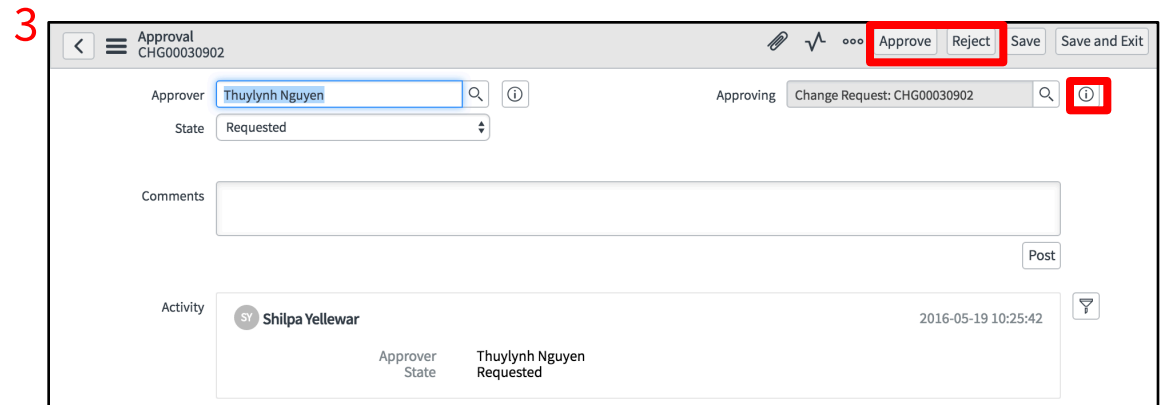 3
Approval
CHG00030902
Approve Reject Save Save and Exit
Approver Thuylynh Nguyen Approving Change Request: CHG00030902
State Requested
Comments
Post
Activity
SY Shilpa Yellewar 2016-05-19 10:25:42
Approver Thuylynh Nguyen
State Requested